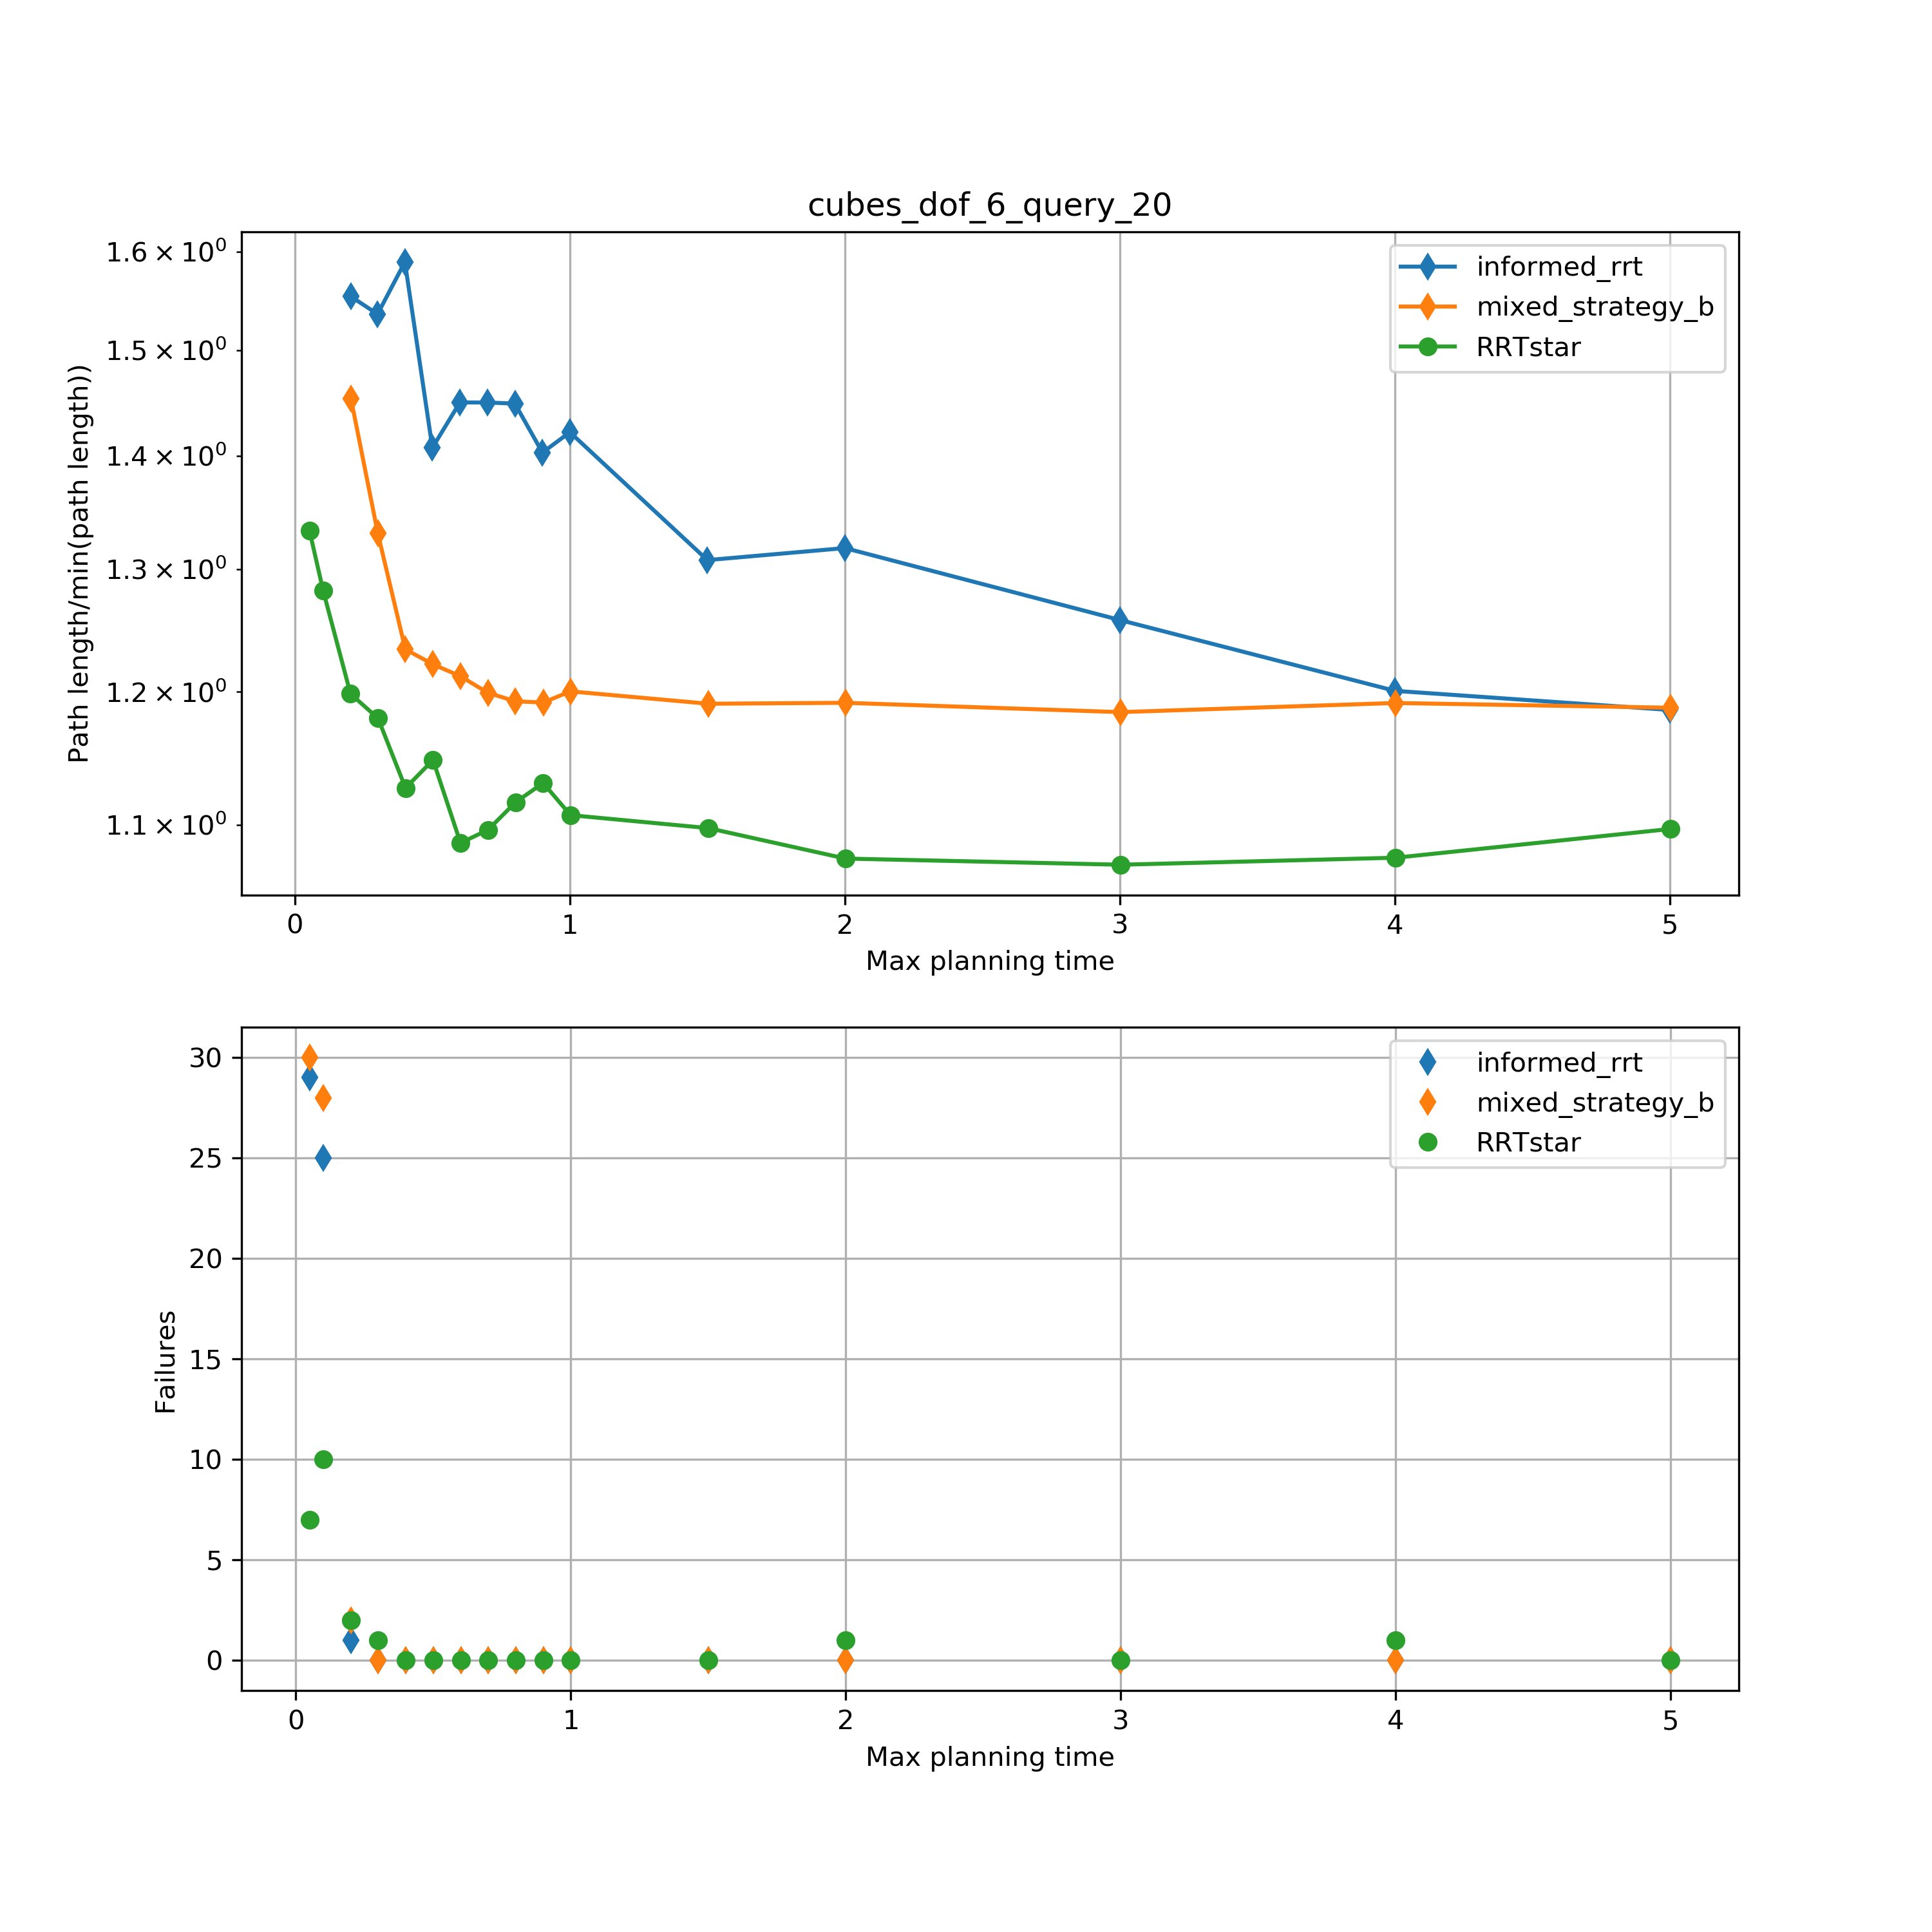 cubes_dof_6_query_20
Path length/min(path length))
1.6 × 10⁰
1.5 × 10⁰
1.4 × 10⁰
1.3 × 10⁰
1.2 × 10⁰
1.1 × 10⁰
informed_rrt
mixed_strategy_b
RRTstar
0 1 2 3 4 5
Max planning time
Failures
30
25
20
15
10
5
0
informed_rrt
mixed_strategy_b
RRTstar
0 1 2 3 4 5
Max planning time